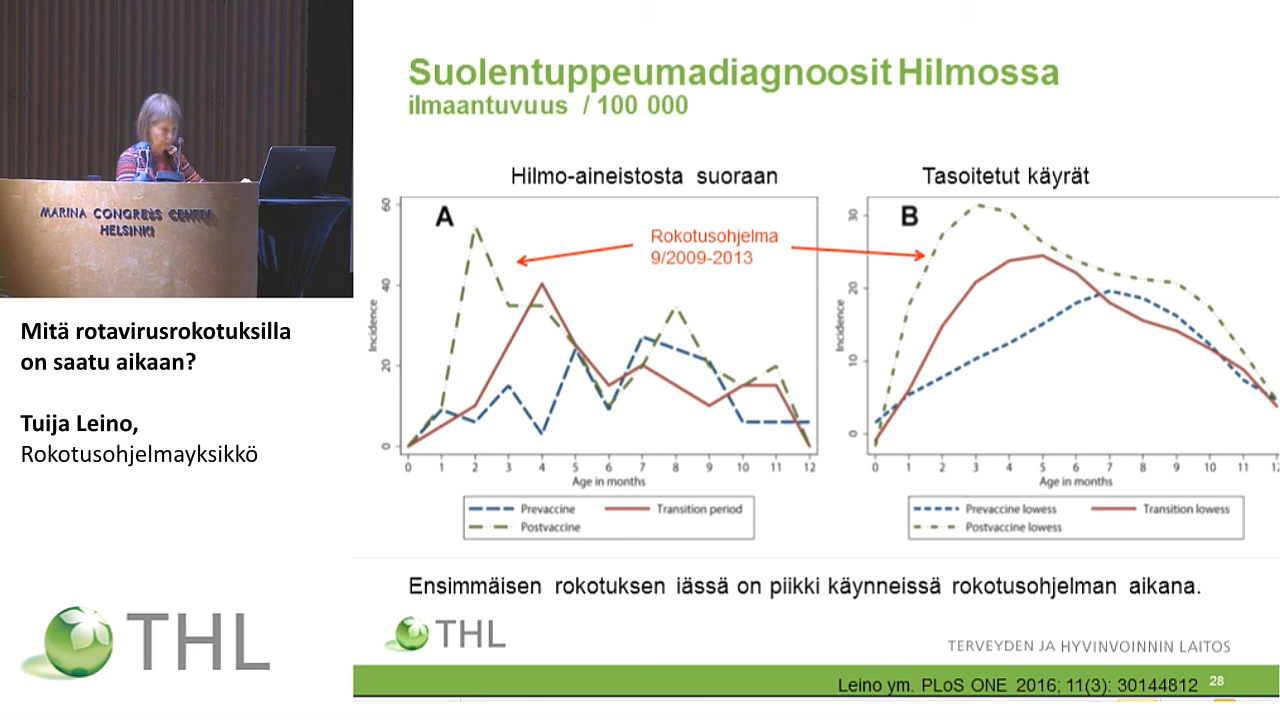 MARINA CONGRESS CENTER
HELSINKI
Mitä rotavirusrokotuksilla
on saatu aikaan?
Tuija Leino,
Rokotusohjelmayksikkö
THL
Suolentuppeumadiagnoosit Hilmossa
ilmaantuvuus / 100 000
Hilmo-aineistosta suoraan
A
Incidence
60
40
20
0
0 1 2 3 4 5 6 7 8 9 10 11 12
Age in months
Prevaccine
Transition period
Postvaccine
Rokotusohjelma
9/2009-2013
Tasoitetut käyrät
B
Incidence
30
20
10
0
0 1 2 3 4 5 6 7 8 9 10 11 12
Age in months
Prevaccine lowess
Transition lowess
Postvaccine lowess
Ensimmäisen rokotuksen iässä on piikki käynneissä rokotusohjelman aikana.
THL
TERVEYDEN JA HYVINVOINNIN LAITOS
Leino ym. PLoS ONE 2016; 11(3): 30144812
28